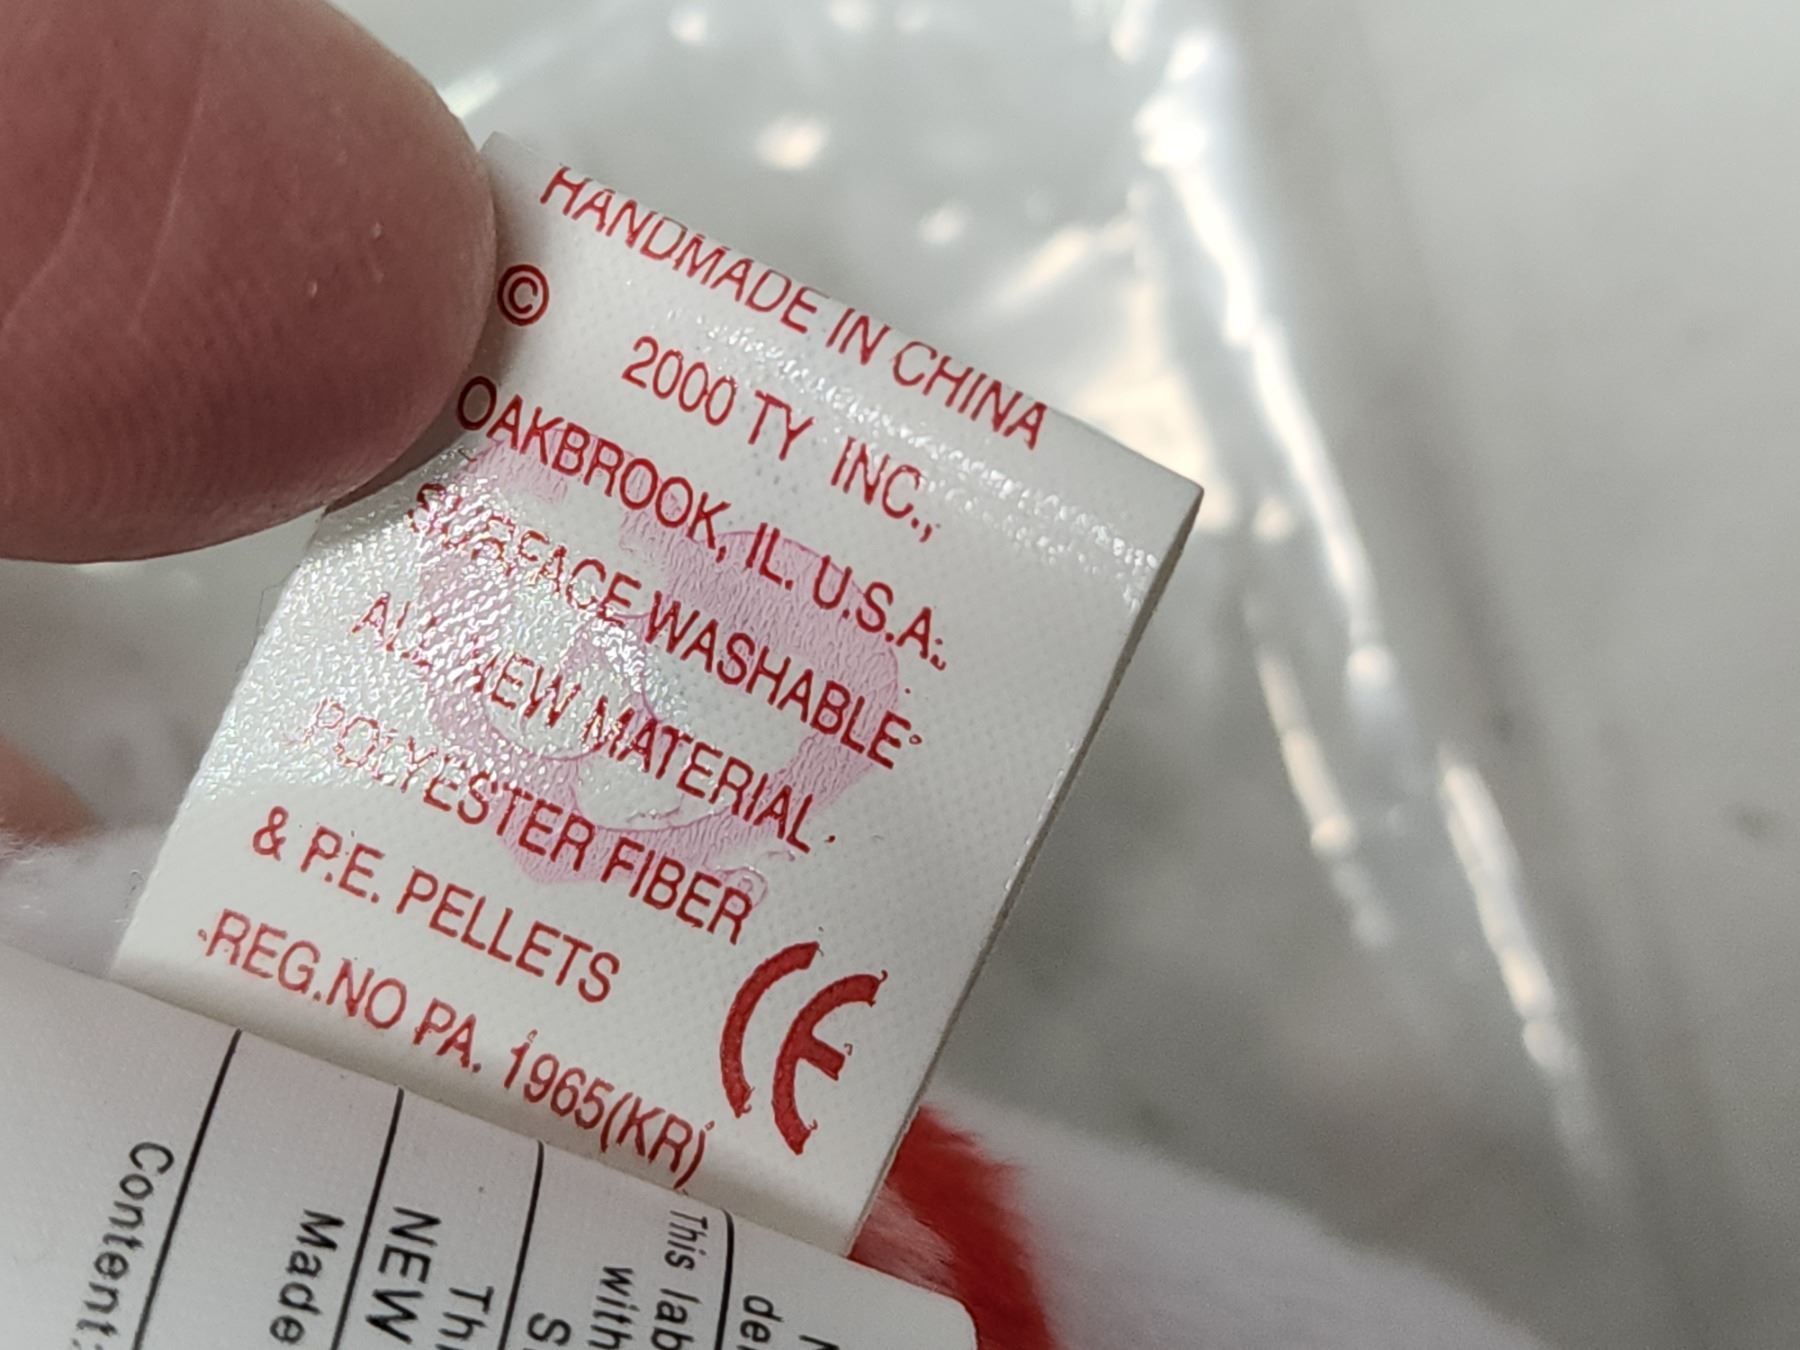 HANDMADE IN CHINA
©
2000 TY INC.,
OAKBROOK, IL. U.S.A.
SURFACE WASHABLE
ALL NEW MATERIAL
POLYESTER FIBER
& P.E. PELLETS
REG.NO PA. 1965(KR)
CE
Content
Made
NEW
This lab
with